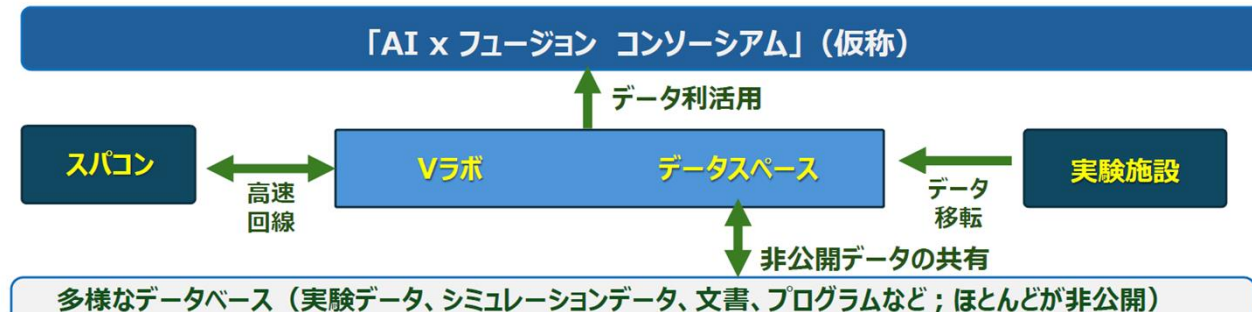 「AI x フュージョン コンソーシアム」（仮称）
データ利活用
スパコン
高速
回線
Vラボ
データスペース
データ
移転
実験施設
非公開データの共有
多様なデータベース（実験データ、シミュレーションデータ、文書、プログラムなど；ほとんどが非公開）